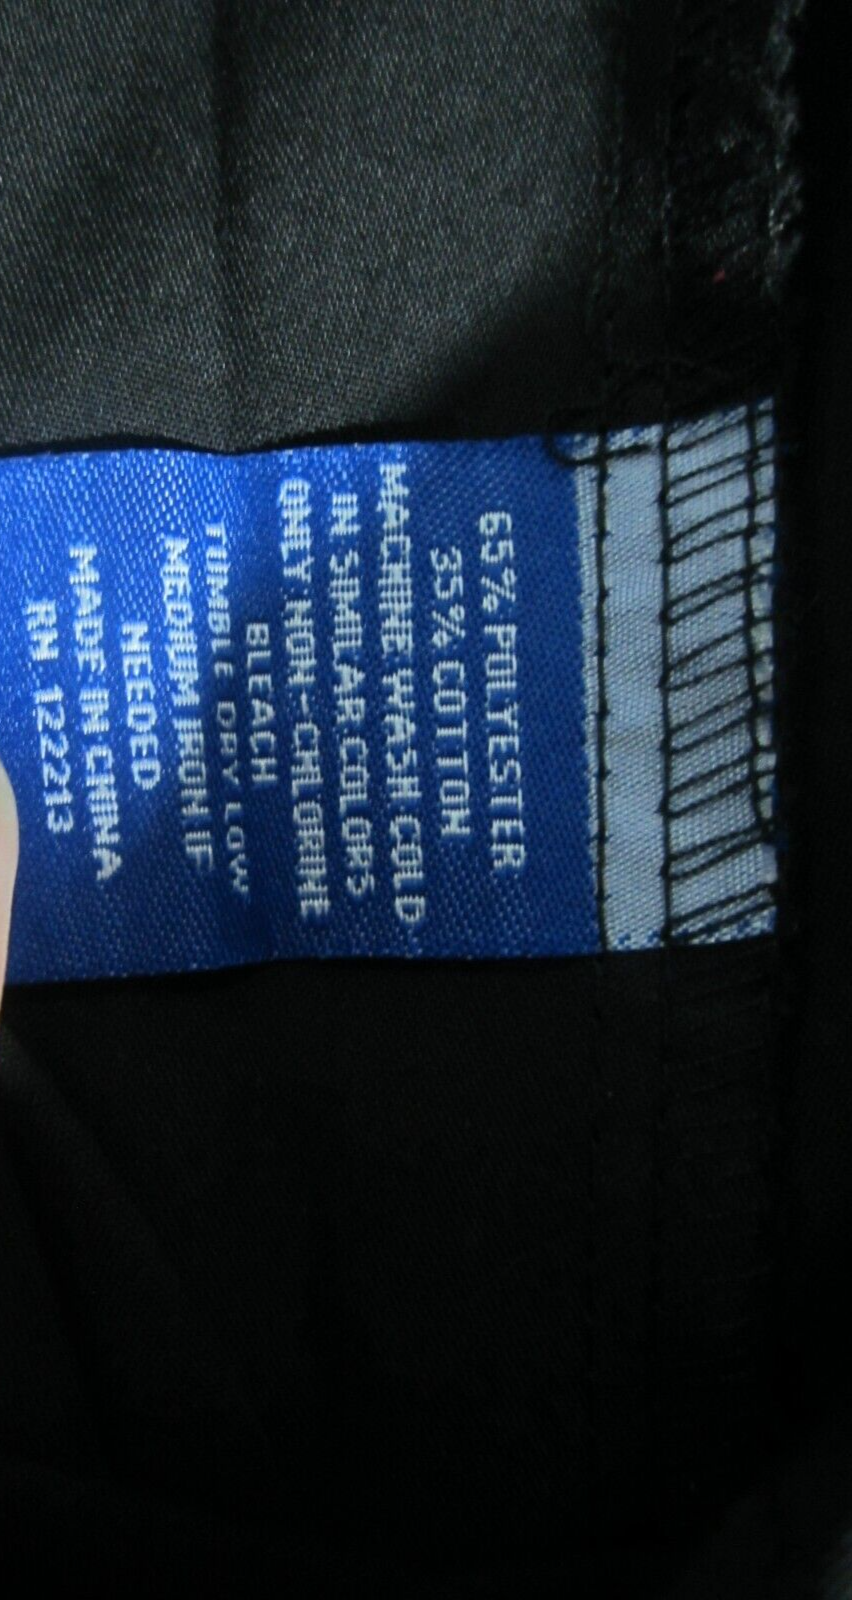 65% POLYESTER
35% COTTON
MACHINE WASH COLD
IN SIMILAR COLORS
ONLY NON-CHLORINE
BLEACH
TUMBLE DRY LOW
MEDIUM IRON IF
NEEDED
MADE IN CHINA
RN 122213